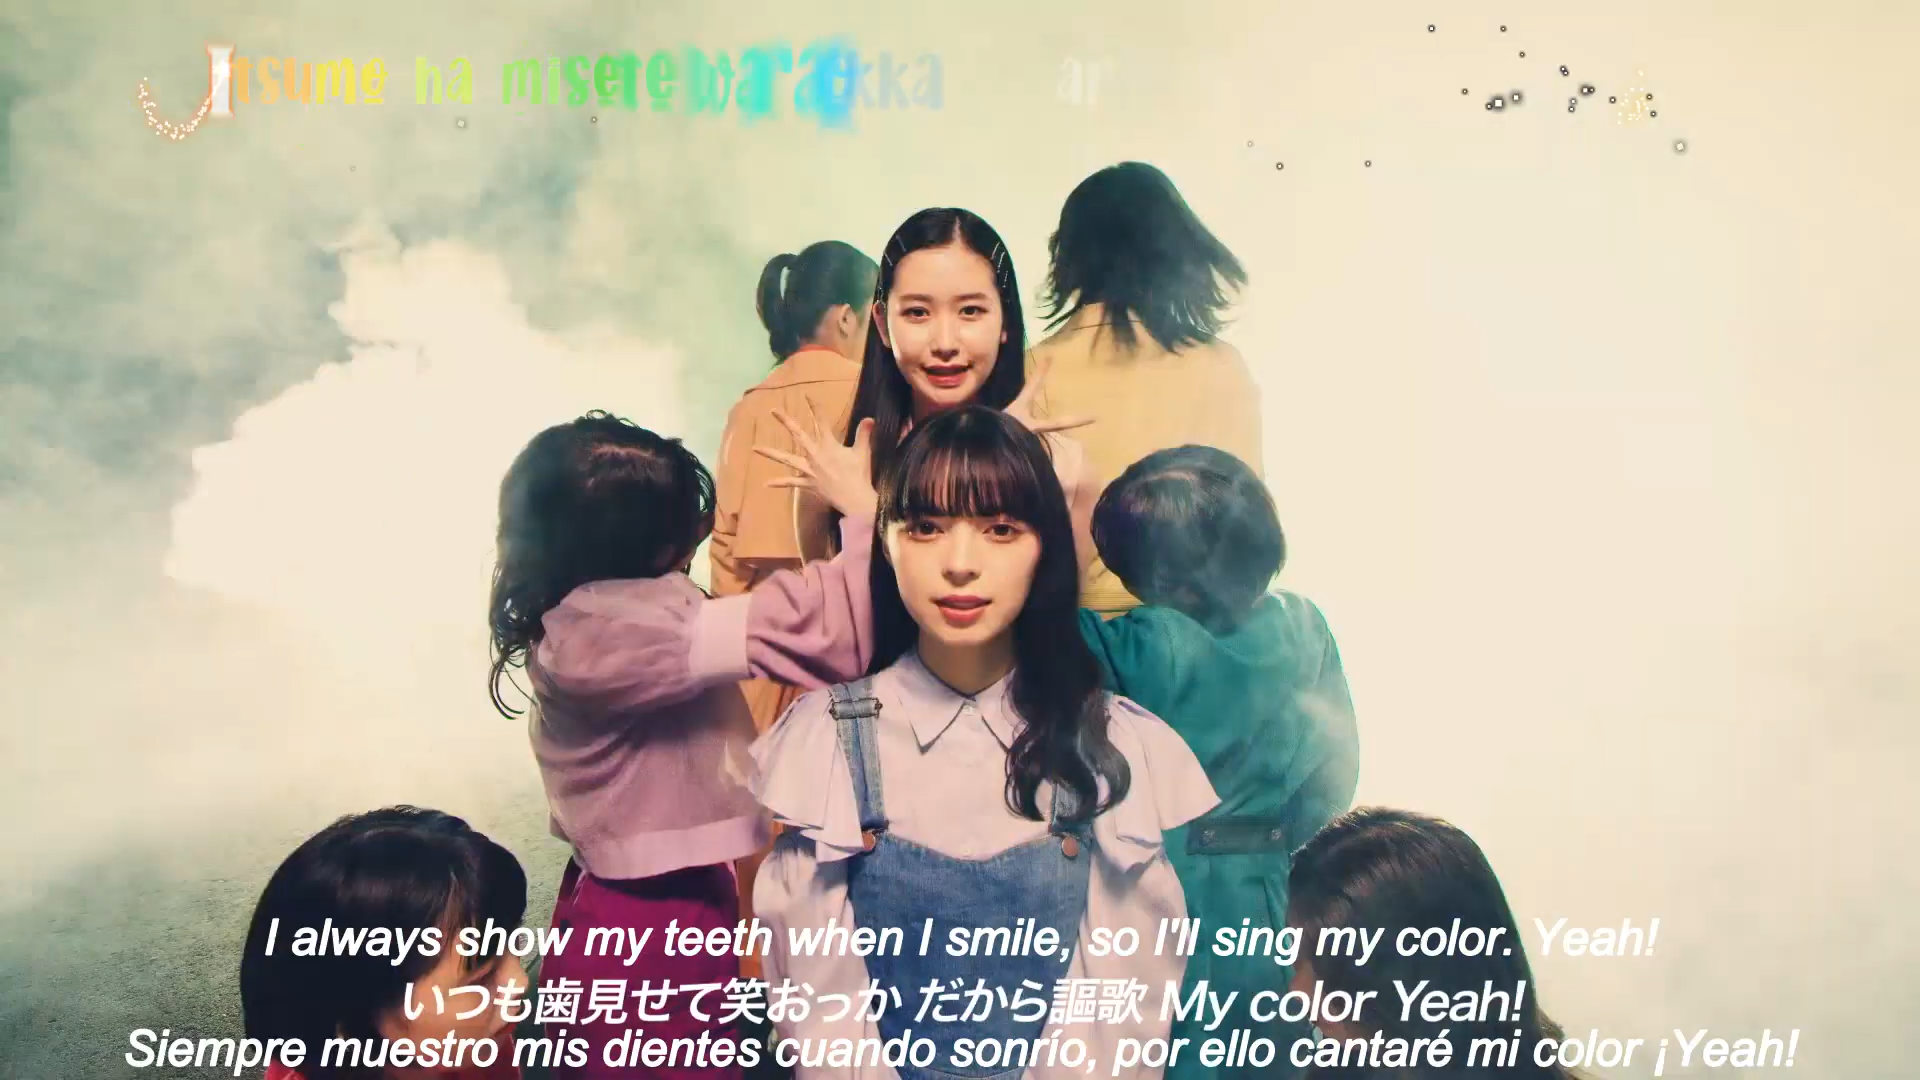 Itsumo ha misete waraokka
I always show my teeth when I smile, so I'll sing my color. Yeah!
いつも歯見せて笑おっか だから謳歌 My color Yeah!
Siempre muestro mis dientes cuando sonrío, por ello cantaré mi color ¡Yeah!